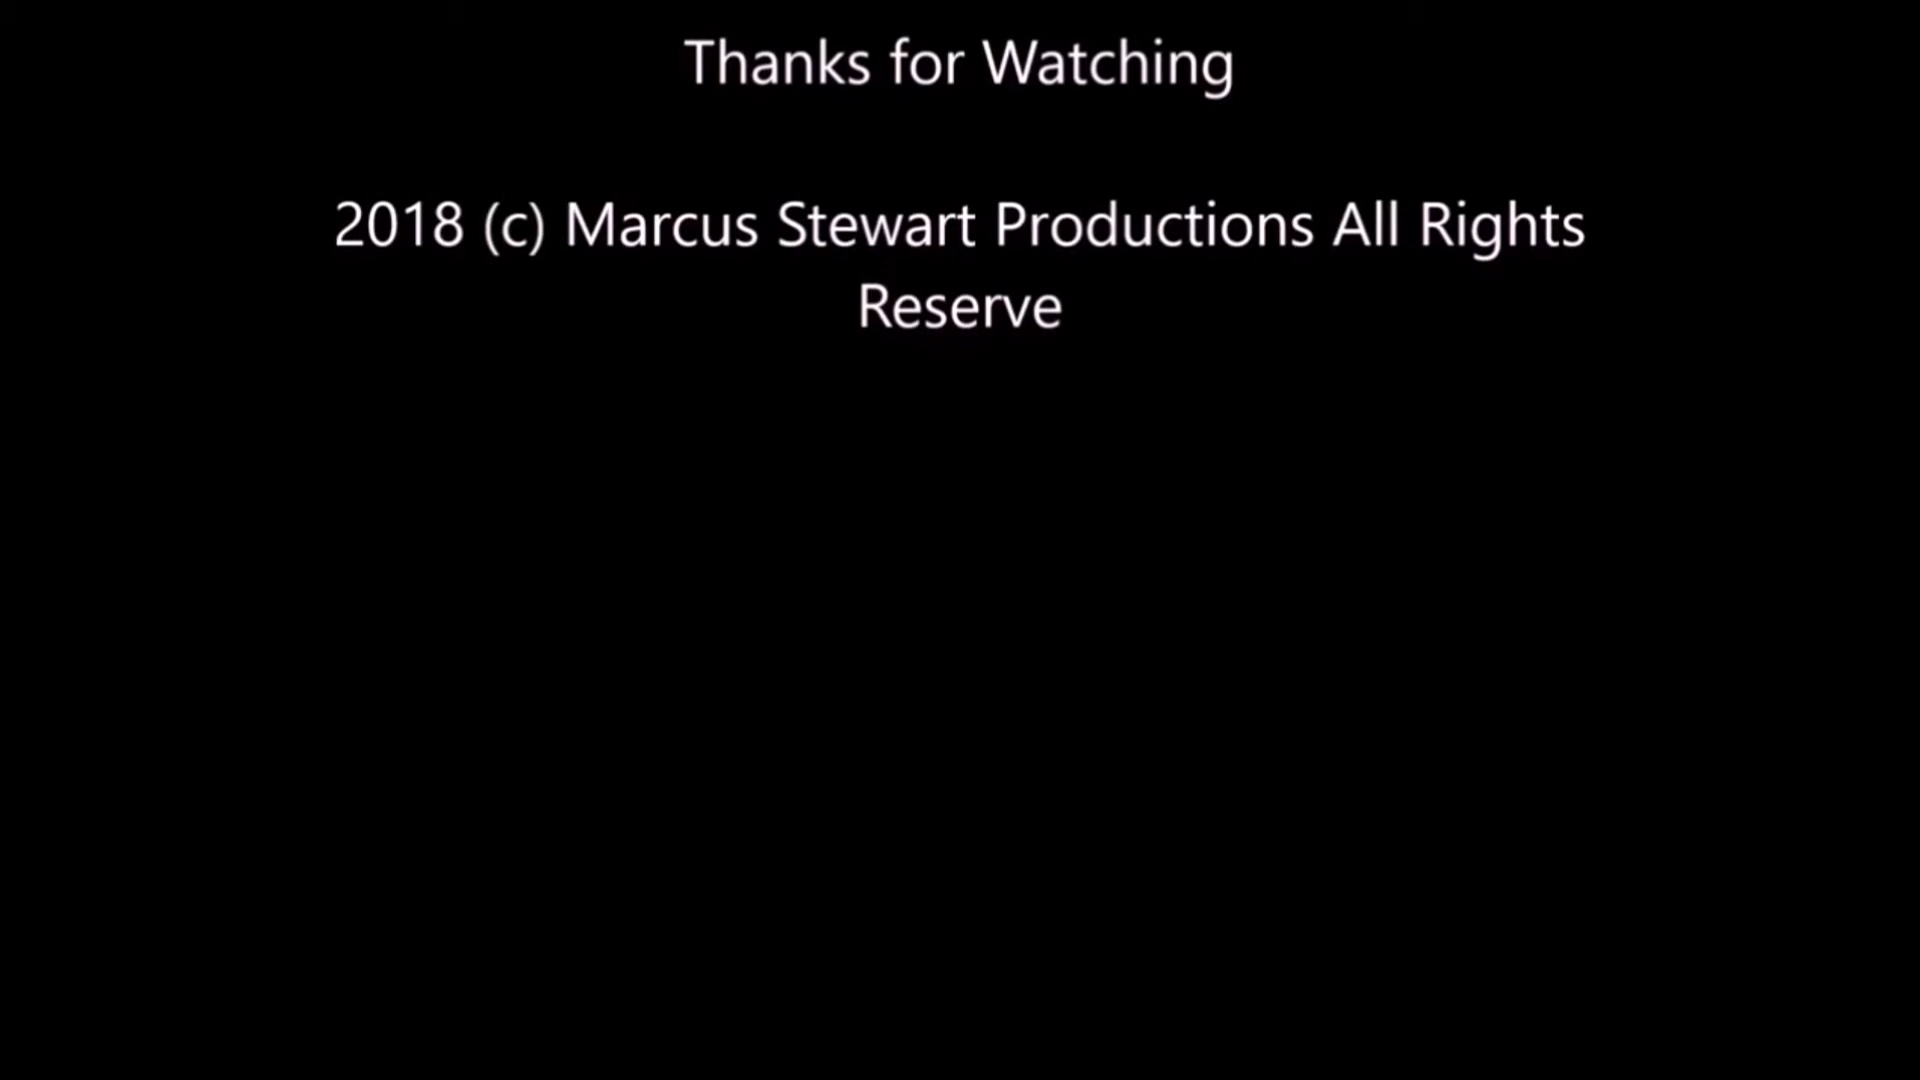 Thanks for Watching
2018 (c) Marcus Stewart Productions All Rights
Reserve